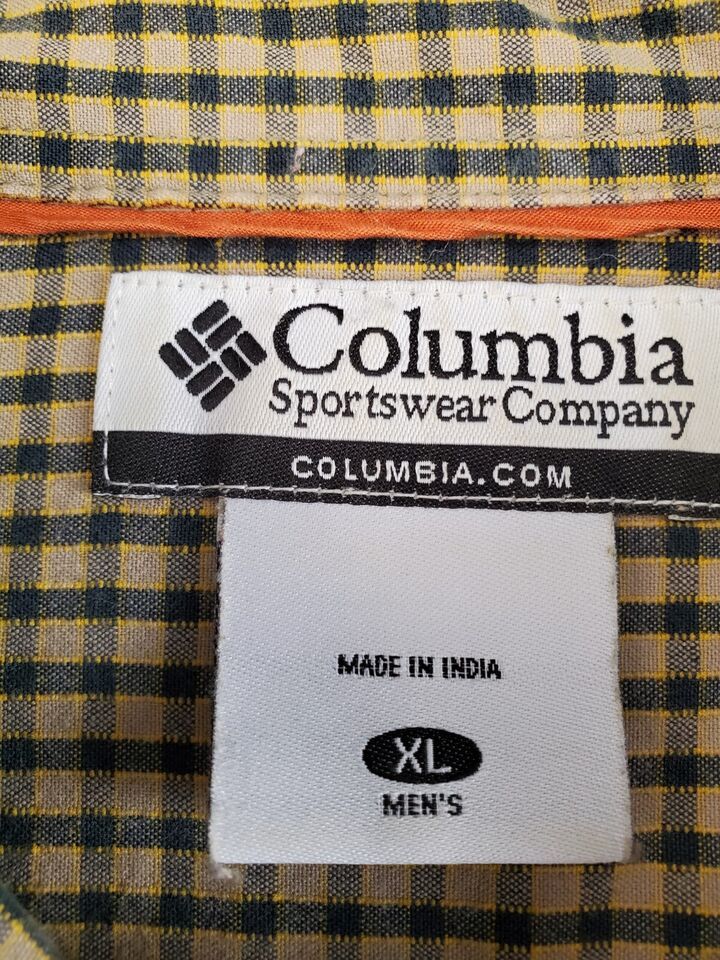 Columbia
Sportswear Company
COLUMBIA.COM
MADE IN INDIA
XL
MEN'S